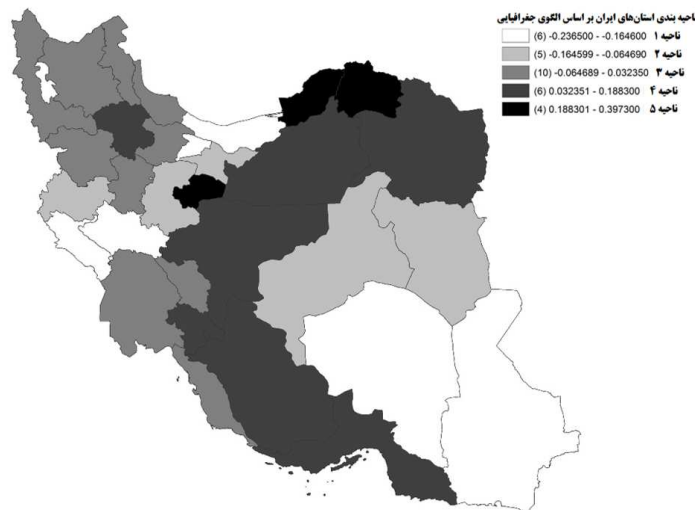 ناحیه بندی استان‌های ایران بر اساس الگوی جغرافیایی
ناحیه ۱ (6) -0.236500 - -0.164600
ناحیه ۲ (5) -0.164599 - -0.064690
ناحیه ۳ (10) -0.064689 - 0.032350
ناحیه ۴ (6) 0.032351 - 0.188300
ناحیه ۵ (4) 0.188301 - 0.397300